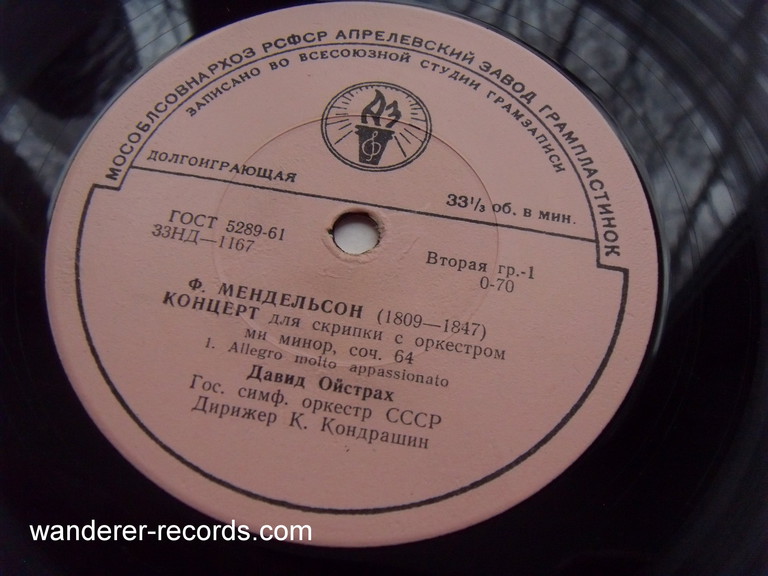 МОСОБЛСОВНАРХОЗ РСФСР АПРЕЛЕВСКИЙ ЗАВОД ГРАМПЛАСТИНОК
ЗАПИСАНО ВО ВСЕСОЮЗНОЙ СТУДИИ ГРАМЗАПИСИ
АЗ
ДОЛГОИГРАЮЩАЯ
33⅓ об. в мин.
ГОСТ 5289-61
33НД—1167
Вторая гр.-1
0-70
Ф. МЕНДЕЛЬСОН (1809—1847)
КОНЦЕРТ для скрипки с оркестром
ми минор, соч. 64
1. Allegro molto appassionato
Давид Ойстрах
Гос. симф. оркестр СССР
Дирижер К. Кондрашин
wanderer-records.com